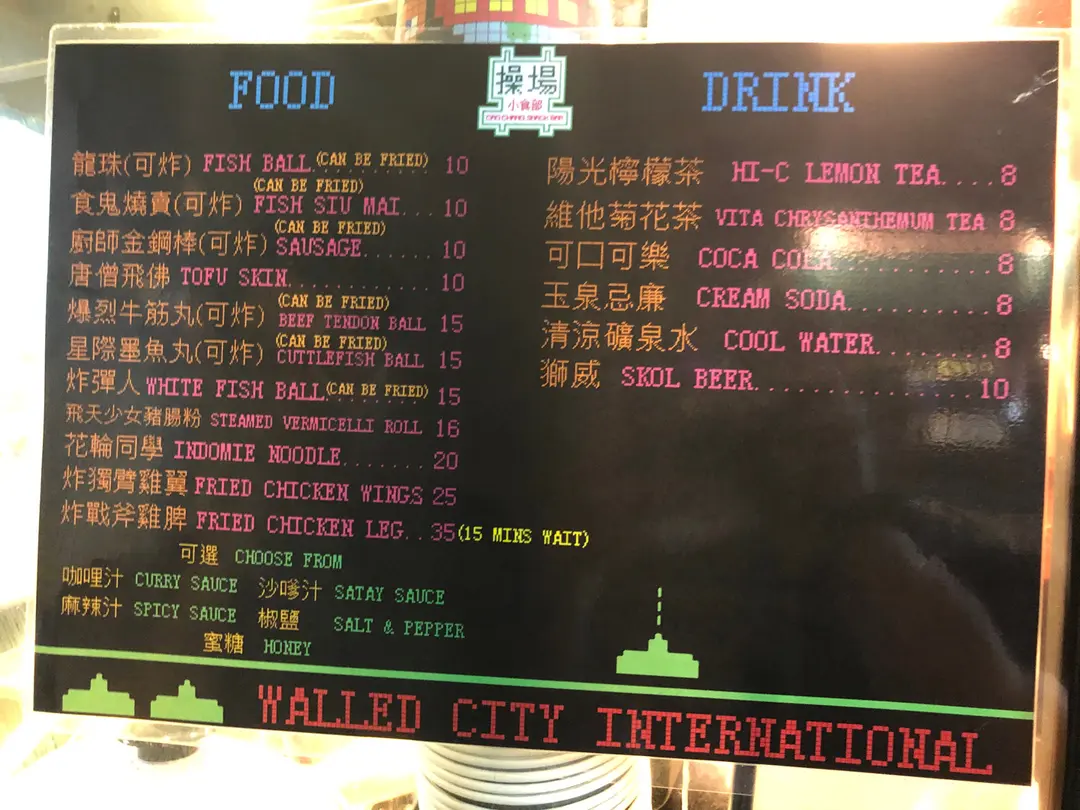 FOOD
操場
小食部
CAO CHANG SNACK BAR
DRINK
龍珠(可炸) FISH BALL(CAN BE FRIED).......... 10
食鬼燒賣(可炸) (CAN BE FRIED) FISH SIU MAI... 10
廚師金鋼棒(可炸) (CAN BE FRIED) SAUSAGE....... 10
唐僧飛佛 TOFU SKIN............. 10
爆烈牛筋丸(可炸) (CAN BE FRIED) BEEF TENDON BALL 15
星際墨魚丸(可炸) (CAN BE FRIED) CUTTLEFISH BALL 15
炸彈人 WHITE FISH BALL(CAN BE FRIED) 15
飛天少女豬腸粉 STEAMED VERMICELLI ROLL 16
花輪同學 INDOMIE NOODLE....... 20
炸獨臂雞翼 FRIED CHICKEN WINGS 25
炸戰斧雞脾 FRIED CHICKEN LEG.. 35(15 MINS WAIT)
可選 CHOOSE FROM
咖哩汁 CURRY SAUCE 沙嗲汁 SATAY SAUCE
麻辣汁 SPICY SAUCE 椒鹽 SALT & PEPPER
蜜糖 HONEY
陽光檸檬茶 HI-C LEMON TEA.... 8
維他菊花茶 VITA CHRYSANTHEMUM TEA 8
可口可樂 COCA COLA............ 8
玉泉忌廉 CREAM SODA........... 8
清涼礦泉水 COOL WATER......... 8
獅威 SKOL BEER................ 10
WALLED CITY INTERNATIONAL